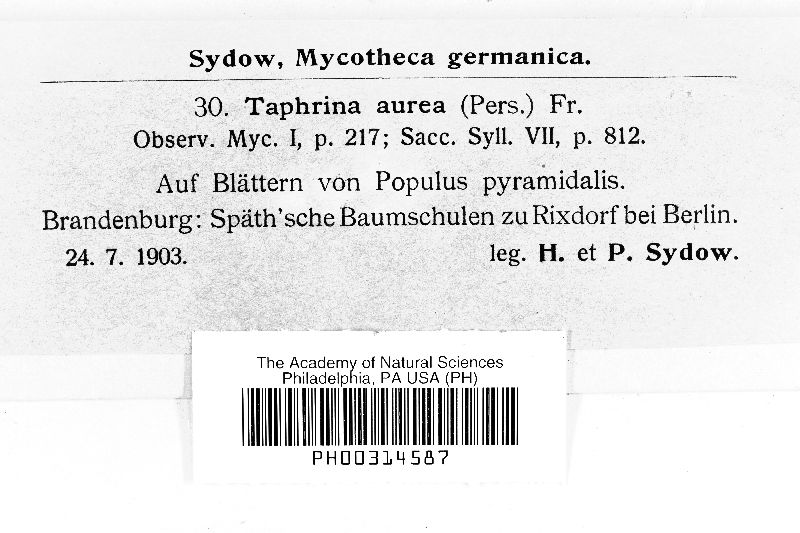 Sydow, Mycotheca germanica.
30. Taphrina aurea (Pers.) Fr.
Observ. Myc. I, p. 217; Sacc. Syll. VII, p. 812.
Auf Blättern von Populus pyramidalis.
Brandenburg: Späth'sche Baumschulen zu Rixdorf bei Berlin.
24. 7. 1903. leg. H. et P. Sydow.
The Academy of Natural Sciences
Philadelphia, PA USA (PH)
PH00314587